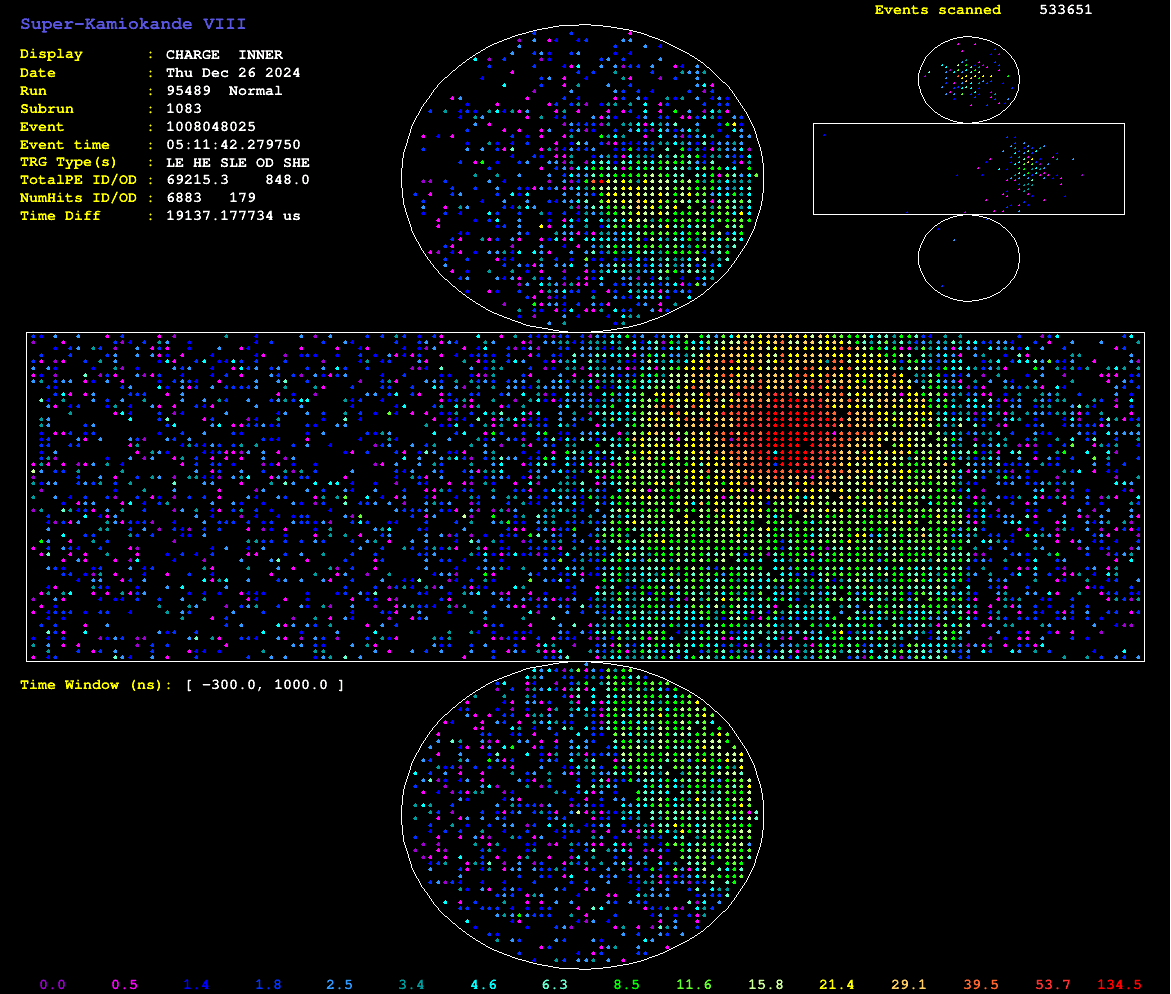 Super-Kamiokande VIII
Events scanned 533651
Display : CHARGE INNER
Date : Thu Dec 26 2024
Run : 95489 Normal
Subrun : 1083
Event : 1008048025
Event time : 05:11:42.279750
TRG Type(s) : LE HE SLE OD SHE
TotalPE ID/OD : 69215.3 848.0
NumHits ID/OD : 6883 179
Time Diff : 19137.177734 us
Time Window (ns): [ −300.0, 1000.0 ]
0.0 0.5 1.4 1.8 2.5 3.4 4.6 6.3 8.5 11.6 15.8 21.4 29.1 39.5 53.7 134.5